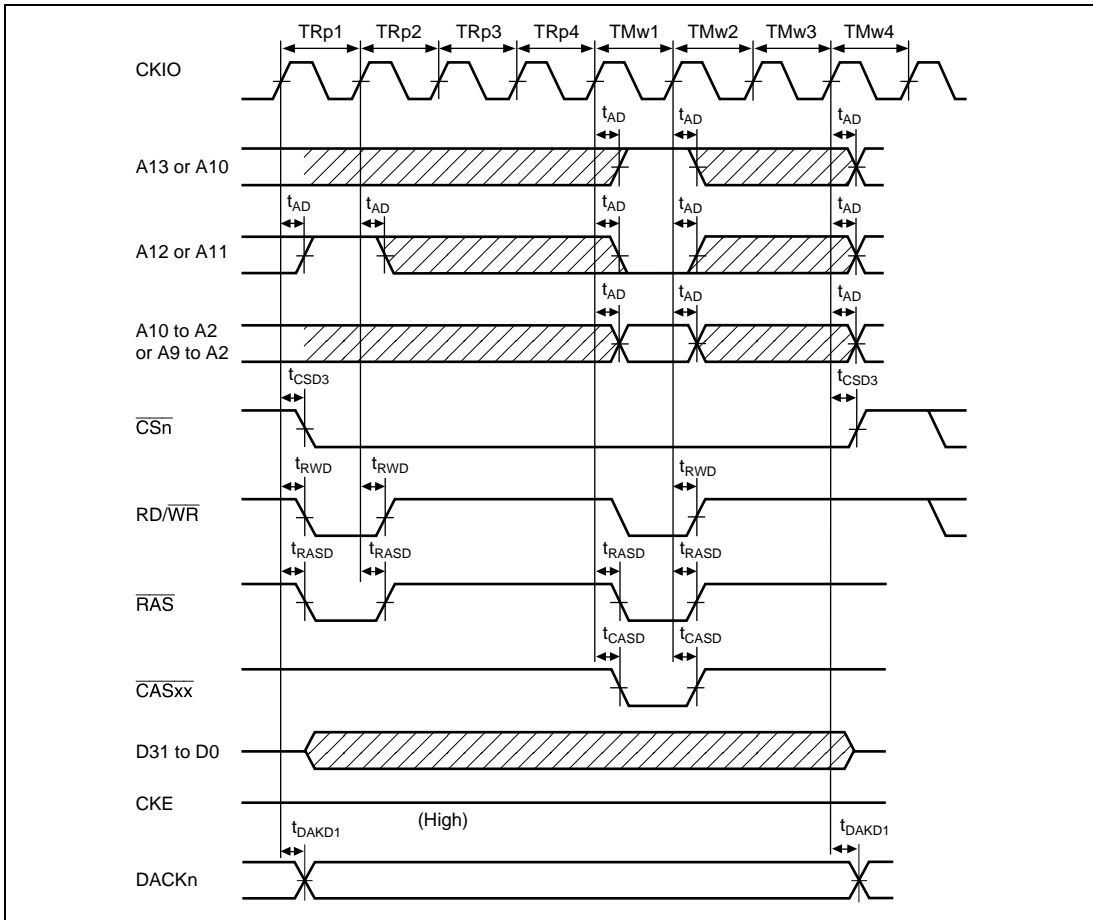 TRp1 TRp2 TRp3 TRp4 TMw1 TMw2 TMw3 TMw4
CKIO
tAD tAD tAD
A13 or A10
tAD tAD tAD tAD tAD
A12 or A11
tAD tAD tAD
A10 to A2
or A9 to A2
tCSD3 tCSD3
CSn
tRWD tRWD tRWD
RD/WR
tRASD tRASD tRASD tRASD
RAS
tCASD tCASD
CASxx
D31 to D0
CKE
(High)
tDAKD1 tDAKD1
DACKn